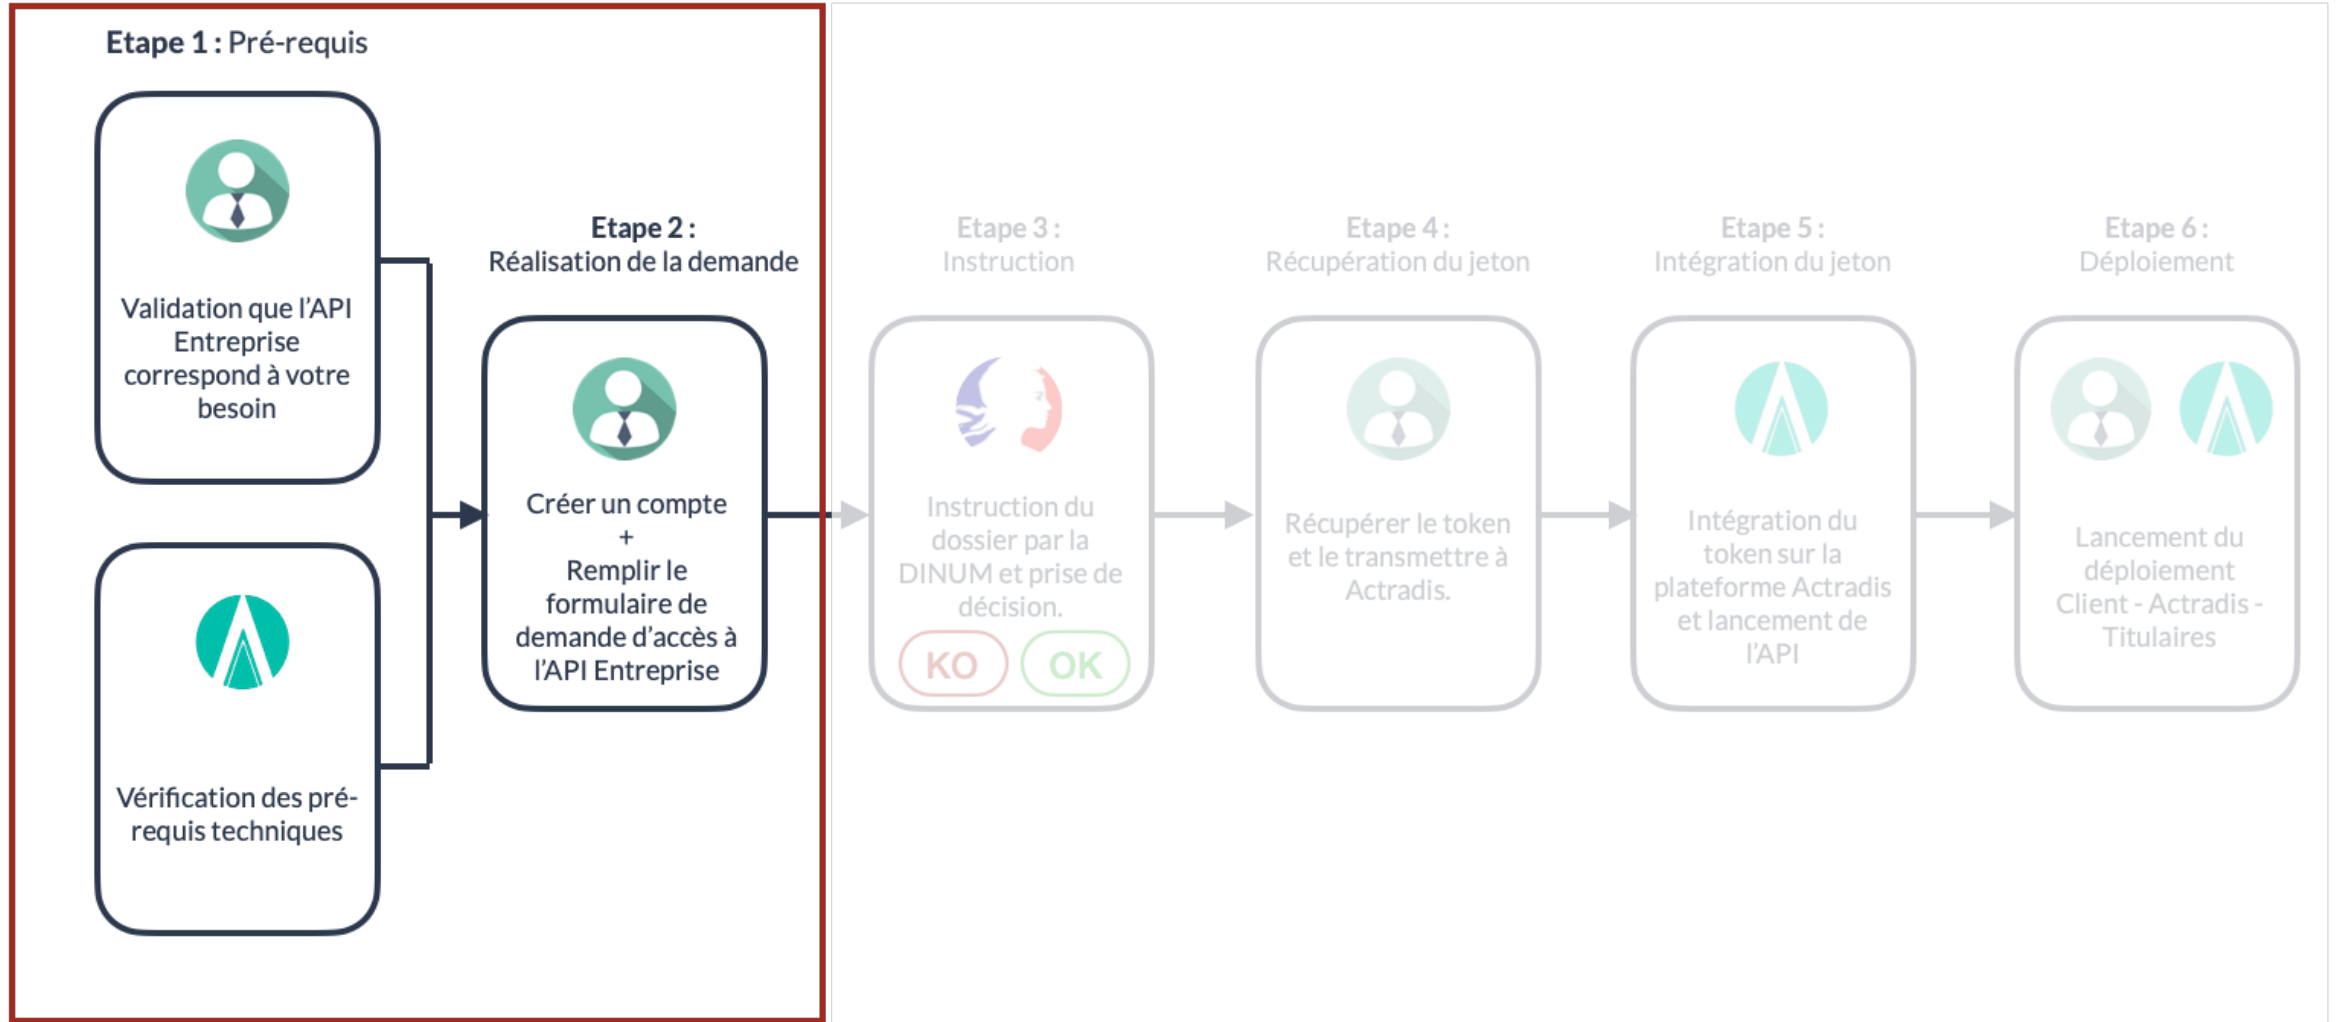 Etape 1 : Pré-requis
Validation que l'API
Entreprise
correspond à votre
besoin
Vérification des pré-
requis techniques
Etape 2 :
Réalisation de la demande
Créer un compte
+
Remplir le
formulaire de
demande d'accès à
l'API Entreprise
Etape 3 :
Instruction
Instruction du
dossier par la
DINUM et prise de
décision.
KO OK
Etape 4 :
Récupération du jeton
Récupérer le token
et le transmettre à
Actradis.
Etape 5 :
Intégration du jeton
Intégration du
token sur la
plateforme Actradis
et lancement de
l'API
Etape 6 :
Déploiement
Lancement du
déploiement
Client - Actradis -
Titulaires